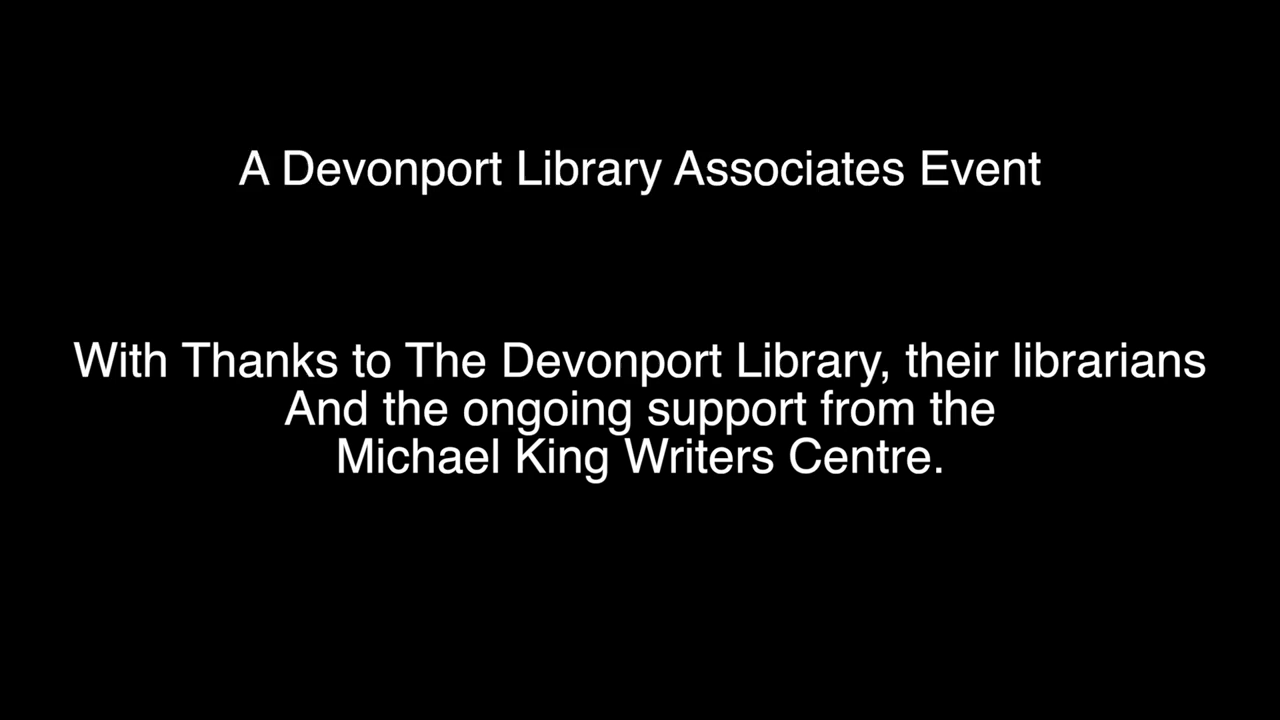 A Devonport Library Associates Event
With Thanks to The Devonport Library, their librarians
And the ongoing support from the
Michael King Writers Centre.